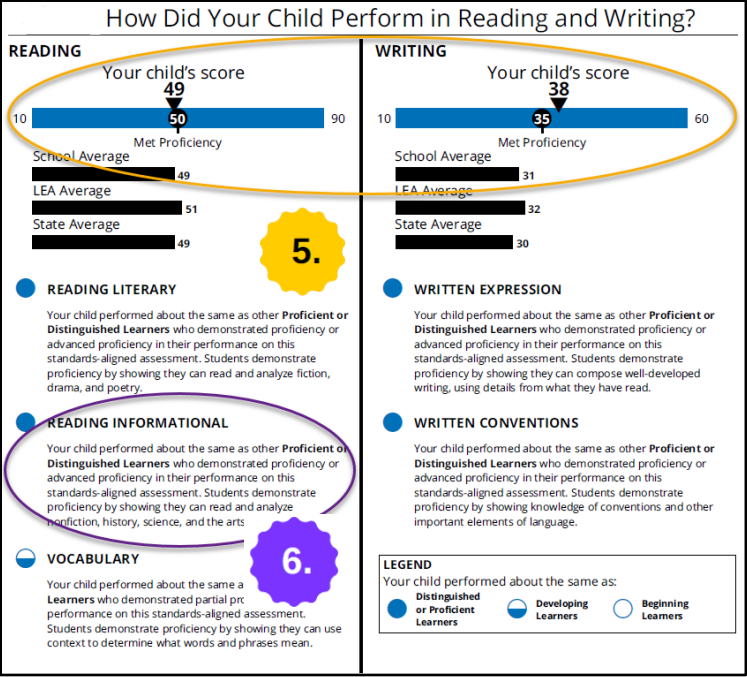 How Did Your Child Perform in Reading and Writing?
READING
Your child's score
49
10
50
90
Met Proficiency
School Average
49
LEA Average
51
State Average
49
5.
READING LITERARY
Your child performed about the same as other Proficient or
Distinguished Learners who demonstrated proficiency or
advanced proficiency in their performance on this
standards-aligned assessment. Students demonstrate
proficiency by showing they can read and analyze fiction,
drama, and poetry.
READING INFORMATIONAL
Your child performed about the same as other Proficient or
Distinguished Learners who demonstrated proficiency or
advanced proficiency in their performance on this
standards-aligned assessment. Students demonstrate
proficiency by showing they can read and analyze
nonfiction, history, science, and the arts
6.
VOCABULARY
Your child performed about the same
Learners who demonstrated partial
performance on this standards-aligned assessment.
Students demonstrate proficiency by showing they can use
context to determine what words and phrases mean.
WRITING
Your child's score
38
10
35
60
Met Proficiency
School Average
31
LEA Average
32
State Average
30
WRITTEN EXPRESSION
Your child performed about the same as other Proficient or
Distinguished Learners who demonstrated proficiency or
advanced proficiency in their performance on this
standards-aligned assessment. Students demonstrate
proficiency by showing they can compose well-developed
writing, using details from what they have read.
WRITTEN CONVENTIONS
Your child performed about the same as other Proficient or
Distinguished Learners who demonstrated proficiency or
advanced proficiency in their performance on this
standards-aligned assessment. Students demonstrate
proficiency by showing knowledge of conventions and other
important elements of language.
LEGEND
Your child performed about the same as:
Distinguished
or Proficient
Learners
Developing
Learners
Beginning
Learners